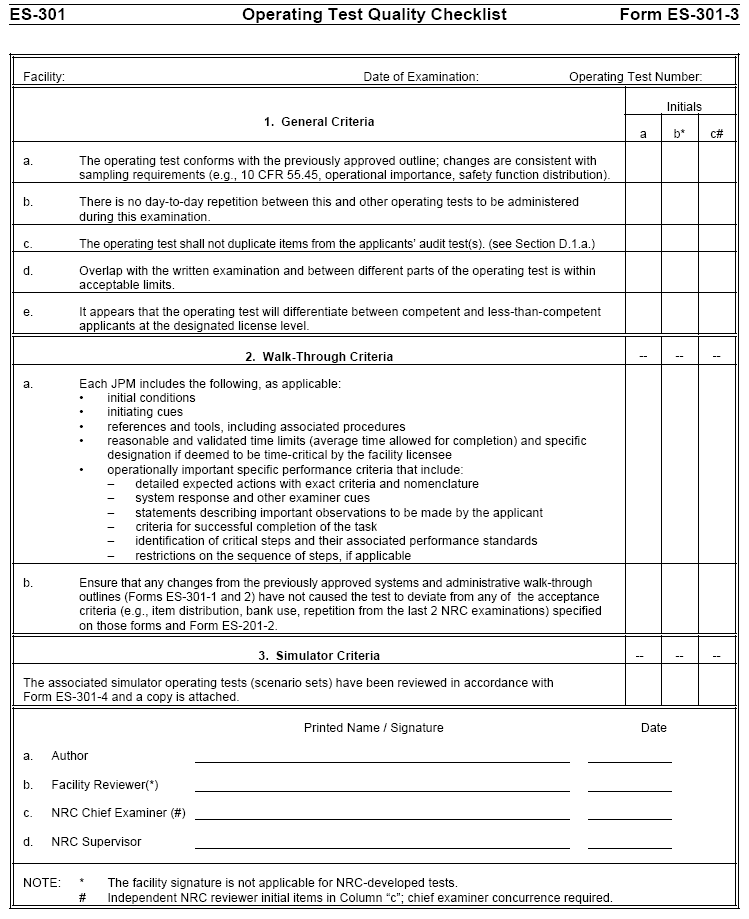 ES-301 Operating Test Quality Checklist Form ES-301-3
Facility: Date of Examination: Operating Test Number:
1. General Criteria
Initials
a b* c#
a. The operating test conforms with the previously approved outline; changes are consistent with
sampling requirements (e.g., 10 CFR 55.45, operational importance, safety function distribution).
b. There is no day-to-day repetition between this and other operating tests to be administered
during this examination.
c. The operating test shall not duplicate items from the applicants' audit test(s). (see Section D.1.a.)
d. Overlap with the written examination and between different parts of the operating test is within
acceptable limits.
e. It appears that the operating test will differentiate between competent and less-than-competent
applicants at the designated license level.
2. Walk-Through Criteria -- -- --
a. Each JPM includes the following, as applicable:
• initial conditions
• initiating cues
• references and tools, including associated procedures
• reasonable and validated time limits (average time allowed for completion) and specific
designation if deemed to be time-critical by the facility licensee
• operationally important specific performance criteria that include:
– detailed expected actions with exact criteria and nomenclature
– system response and other examiner cues
– statements describing important observations to be made by the applicant
– criteria for successful completion of the task
– identification of critical steps and their associated performance standards
– restrictions on the sequence of steps, if applicable
b. Ensure that any changes from the previously approved systems and administrative walk-through
outlines (Forms ES-301-1 and 2) have not caused the test to deviate from any of the acceptance
criteria (e.g., item distribution, bank use, repetition from the last 2 NRC examinations) specified
on those forms and Form ES-201-2.
3. Simulator Criteria -- -- --
The associated simulator operating tests (scenario sets) have been reviewed in accordance with
Form ES-301-4 and a copy is attached.
Printed Name / Signature Date
a. Author
b. Facility Reviewer(*)
c. NRC Chief Examiner (#)
d. NRC Supervisor
NOTE: * The facility signature is not applicable for NRC-developed tests.
# Independent NRC reviewer initial items in Column "c"; chief examiner concurrence required.